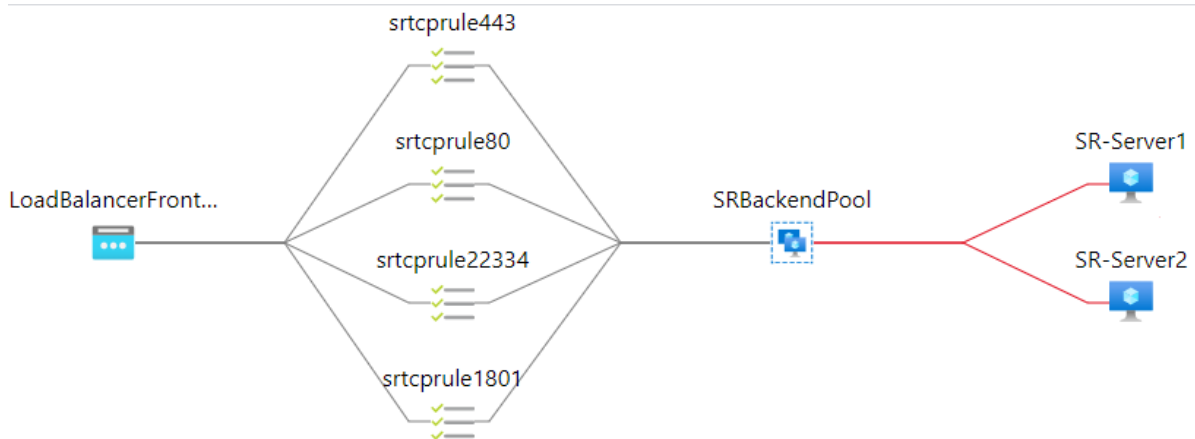 srtcprule443
srtcprule80
SR-Server1
LoadBalancerFront...
SRBackendPool
srtcprule22334
SR-Server2
srtcprule1801